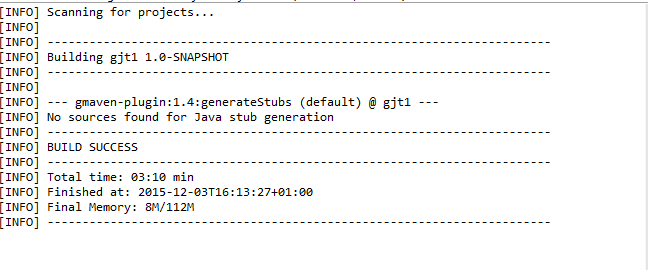 [INFO] Scanning for projects...
[INFO]
[INFO] ------------------------------------------------------------------------
[INFO] Building gjt1 1.0-SNAPSHOT
[INFO] ------------------------------------------------------------------------
[INFO]
[INFO] --- gmaven-plugin:1.4:generateStubs (default) @ gjt1 ---
[INFO] No sources found for Java stub generation
[INFO] ------------------------------------------------------------------------
[INFO] BUILD SUCCESS
[INFO] ------------------------------------------------------------------------
[INFO] Total time: 03:10 min
[INFO] Finished at: 2015-12-03T16:13:27+01:00
[INFO] Final Memory: 8M/112M
[INFO] ------------------------------------------------------------------------